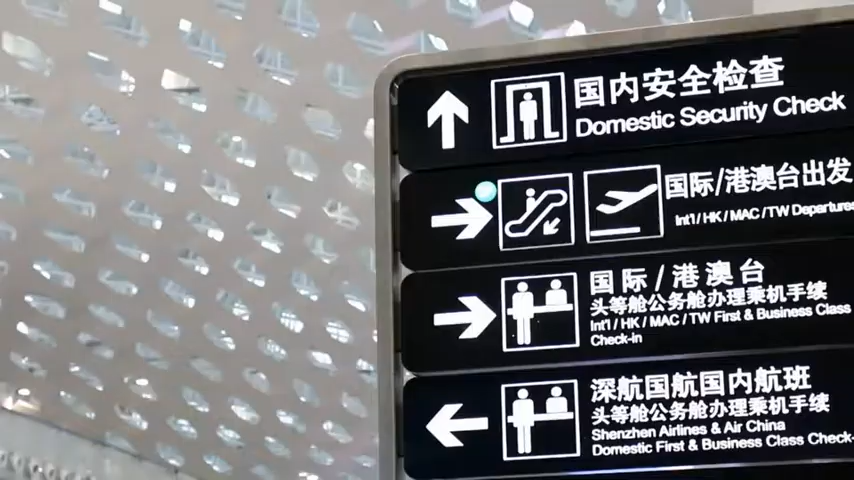 国内安全检查
Domestic Security Check
国际/港澳台出发
Int'l / HK / MAC / TW Departures
国际/港澳台
头等舱公务舱办理乘机手续
Int'l / HK / MAC / TW First & Business Class
Check-in
深航国航国内航班
头等舱公务舱办理乘机手续
Shenzhen Airlines & Air China
Domestic First & Business Class Check-